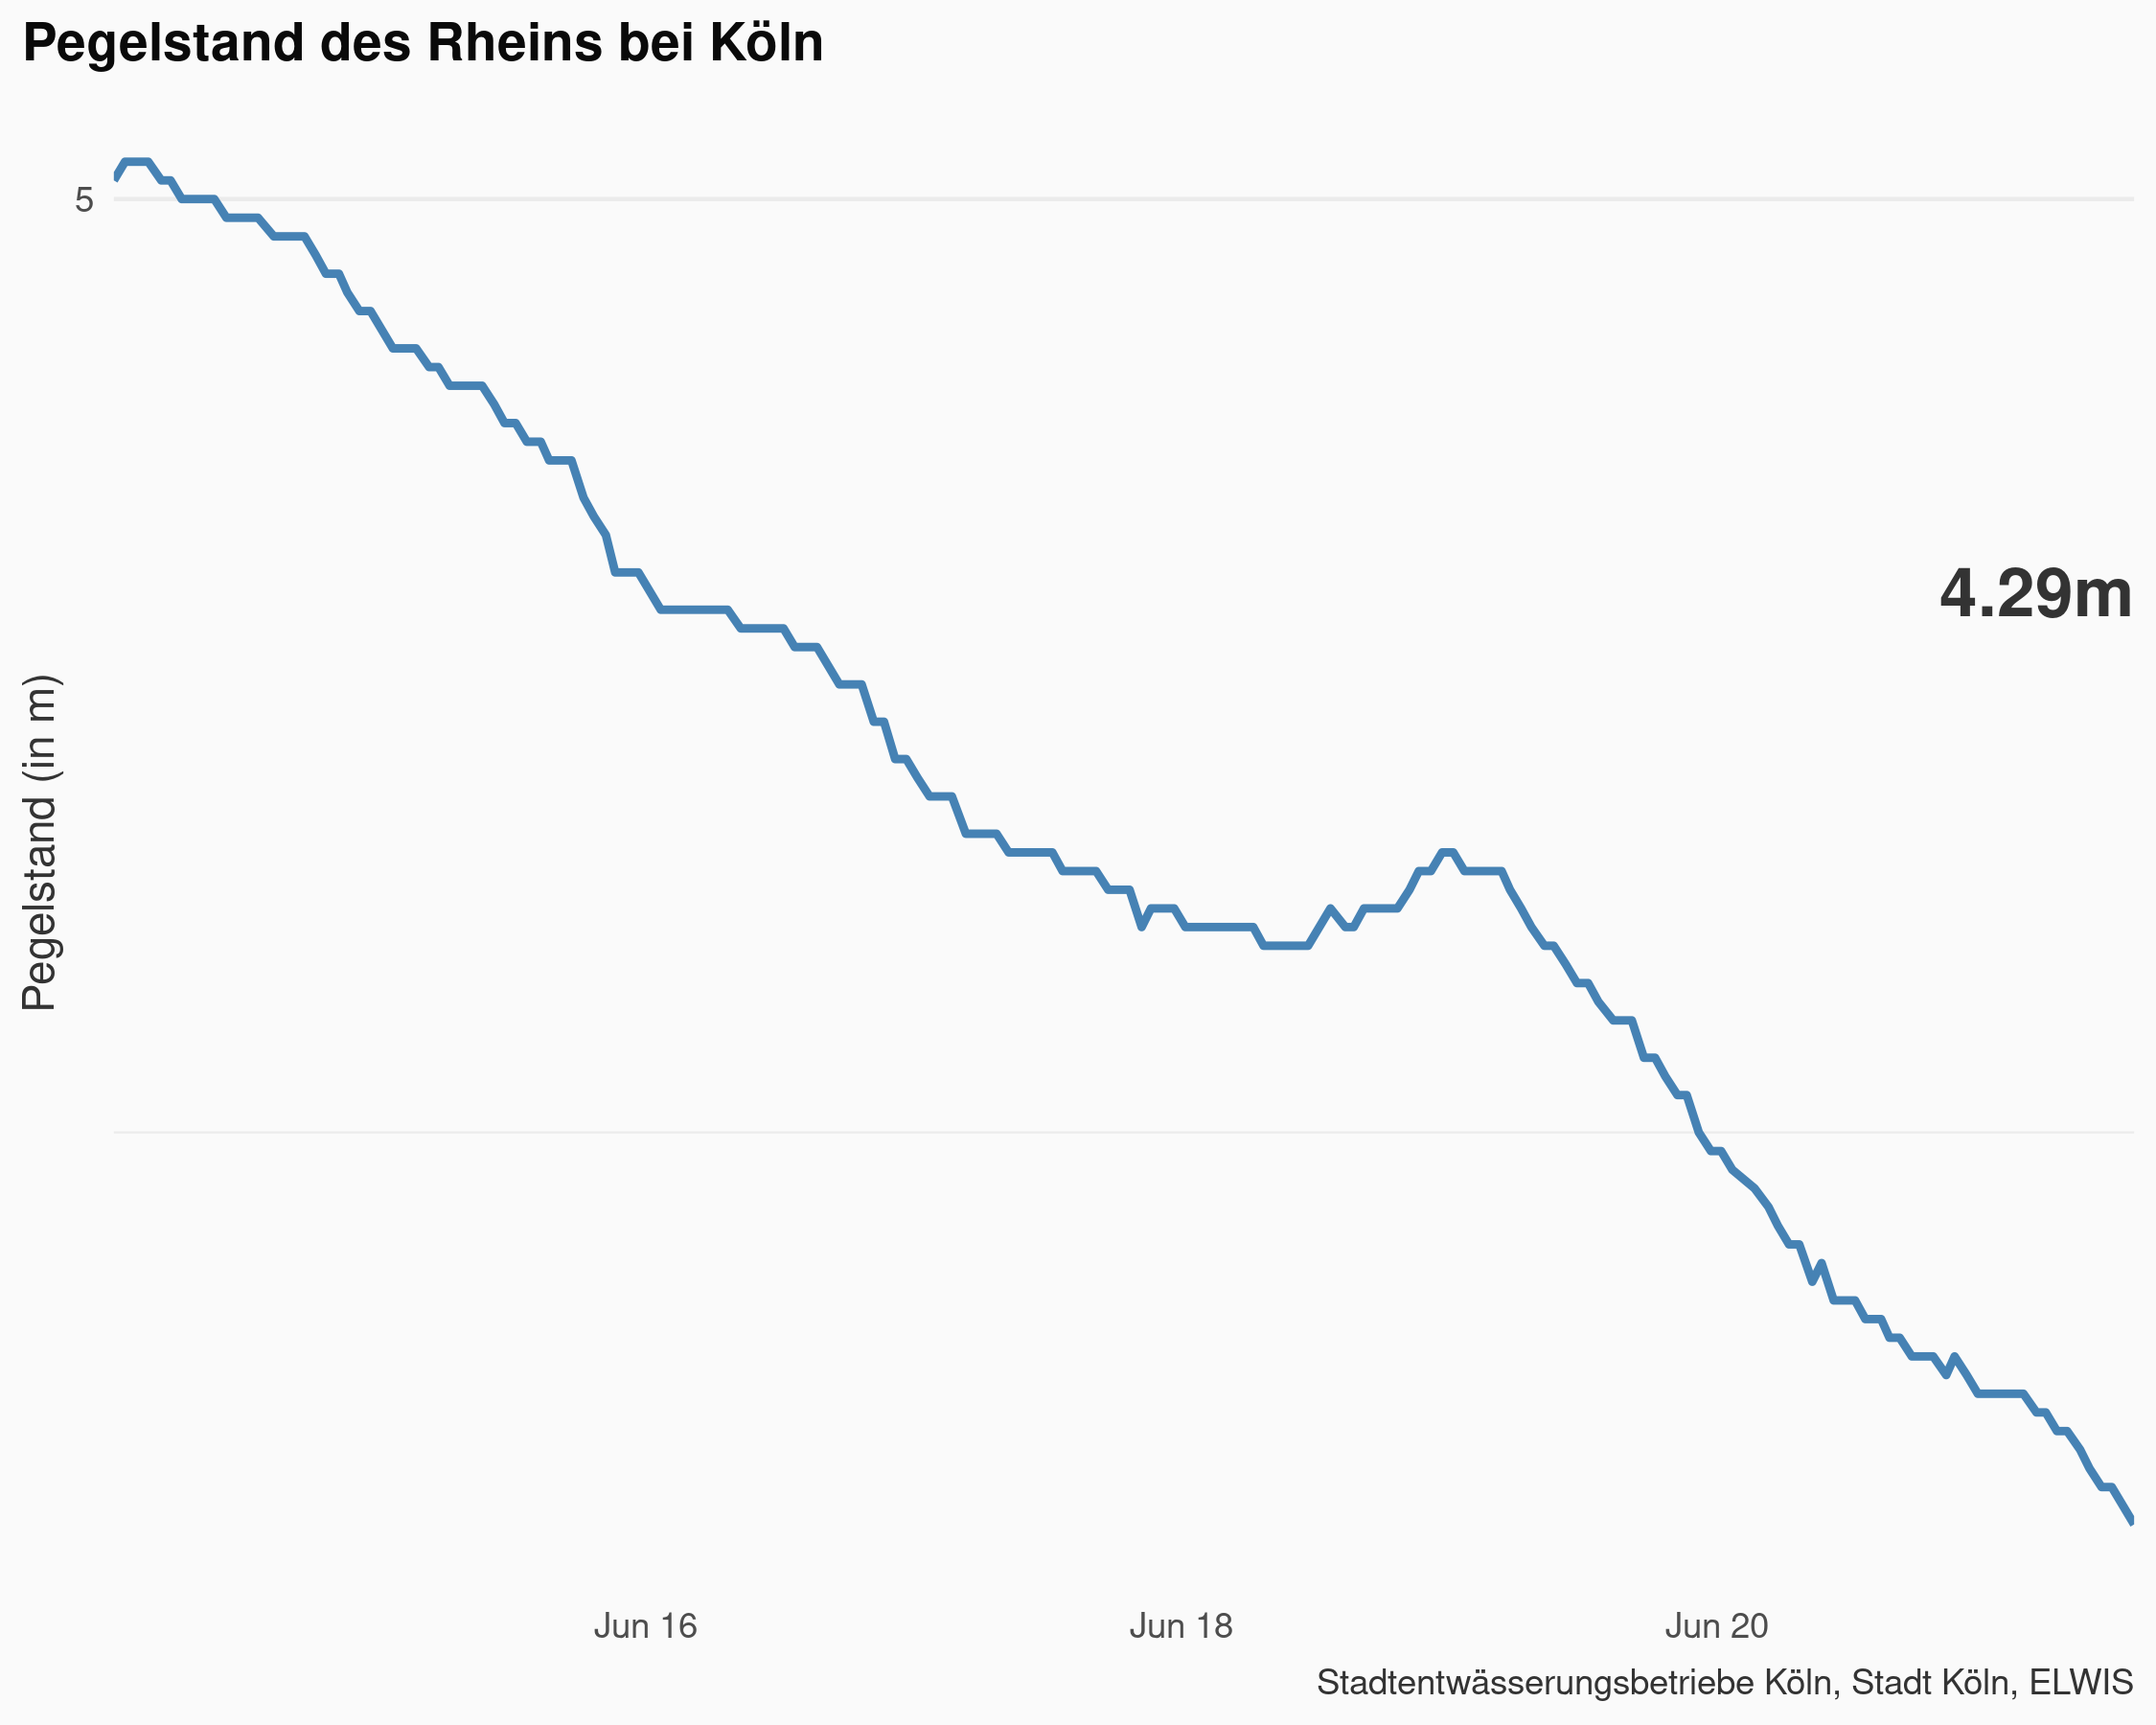 Pegelstand des Rheins bei Köln
5
4.29m
Pegelstand (in m)
Jun 16
Jun 18
Jun 20
Stadtentwässerungsbetriebe Köln, Stadt Köln, ELWIS